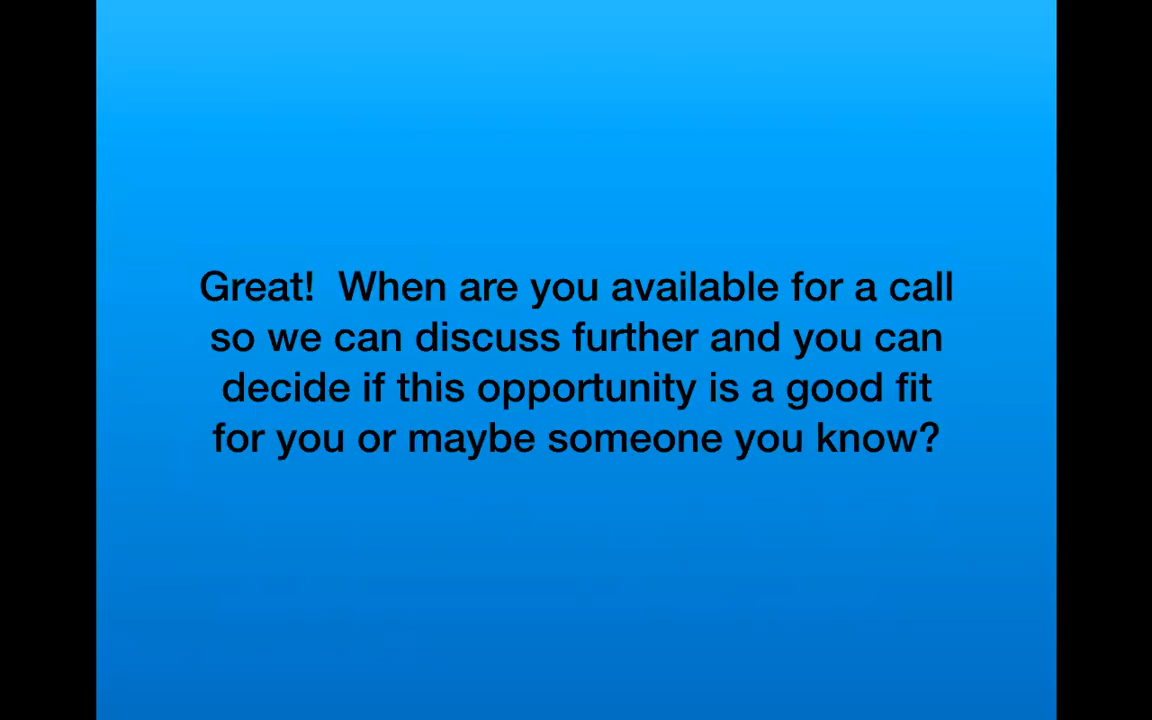 Great!  When are you available for a call
so we can discuss further and you can
decide if this opportunity is a good fit
for you or maybe someone you know?